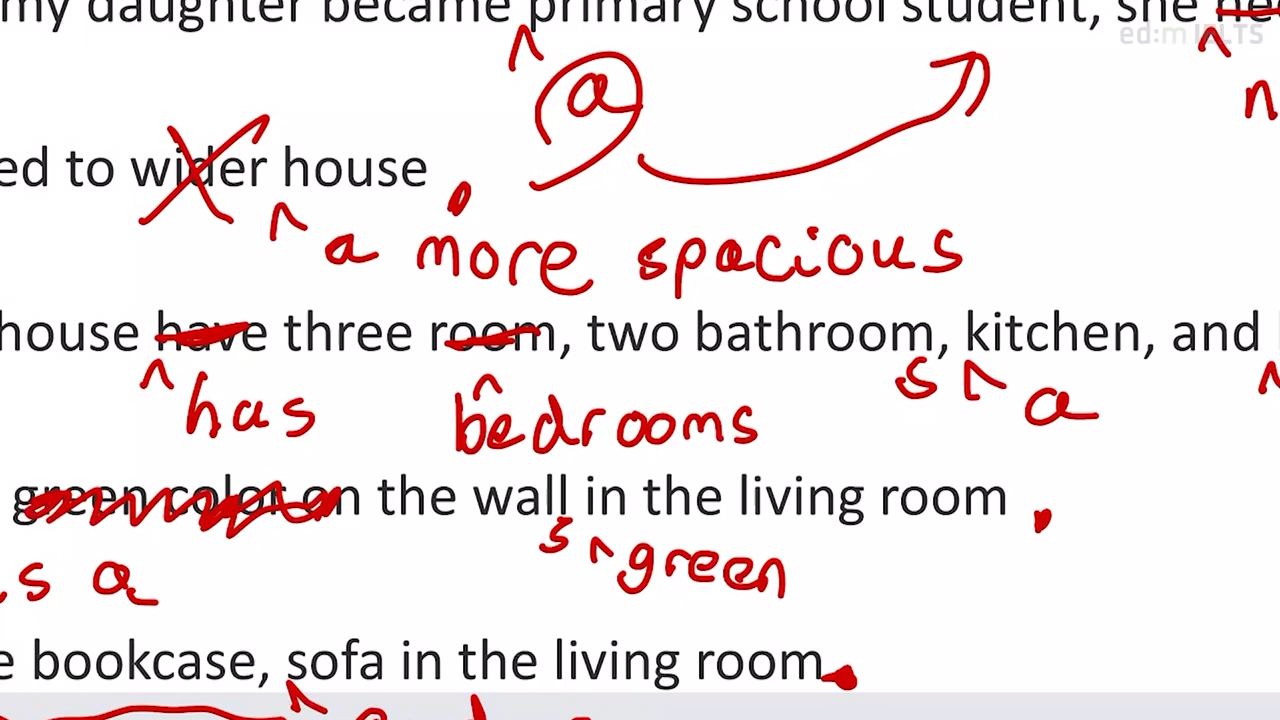 my daughter became primary school student, she
ed:m IELTS
^ a ^ n
ed to wider house.
^ a more spacious
house have three room, two bathroom, kitchen, and
^ has ^ bedrooms s ^ a ^
green color on the wall in the living room.
s a s ^ green
e bookcase, sofa in the living room.
^